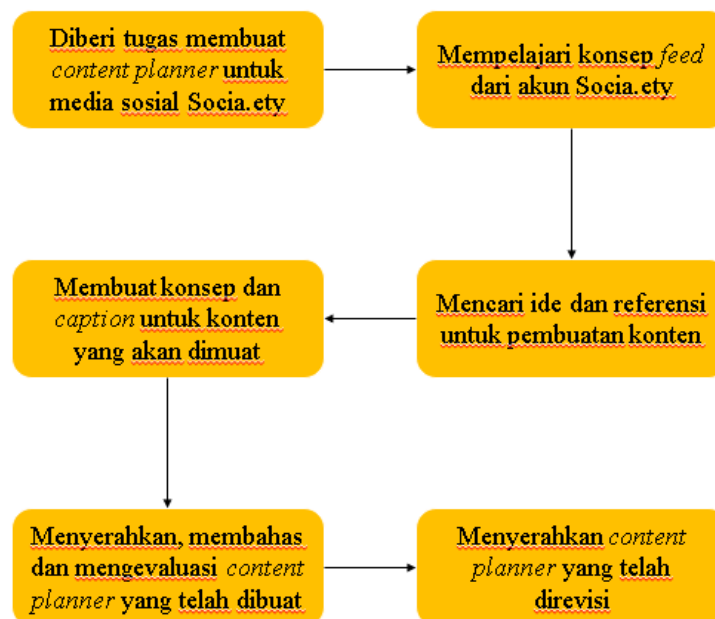 Diberi tugas membuat
content planner untuk
media sosial Socia.ety
Mempelajari konsep feed
dari akun Socia.ety
Mencari ide dan referensi
untuk pembuatan konten
Membuat konsep dan
caption untuk konten
yang akan dimuat
Menyerahkan, membahas
dan mengevaluasi content
planner yang telah dibuat
Menyerahkan content
planner yang telah
direvisi